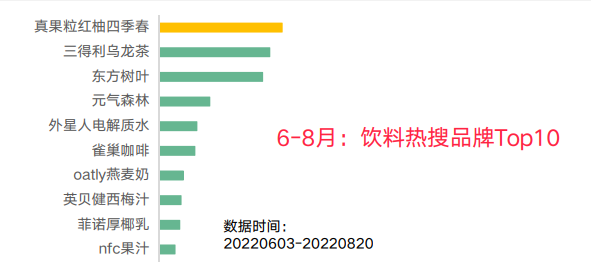 真果粒红柚四季春
三得利乌龙茶
东方树叶
元气森林
外星人电解质水
雀巢咖啡
oatly燕麦奶
英贝健西梅汁
菲诺厚椰乳
nfc果汁
6-8月：饮料热搜品牌Top10
数据时间：
20220603-20220820